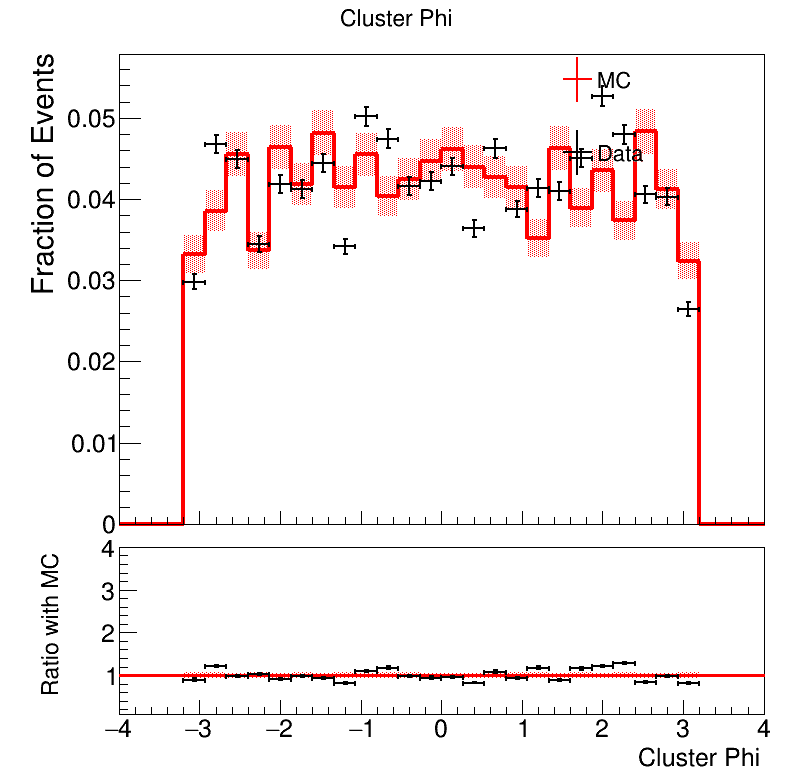 Cluster Phi
Fraction of Events
0.05
0.04
0.03
0.02
0.01
0
MC
Data
Ratio with MC
4
3
2
1
−4 −3 −2 −1 0 1 2 3 4
Cluster Phi